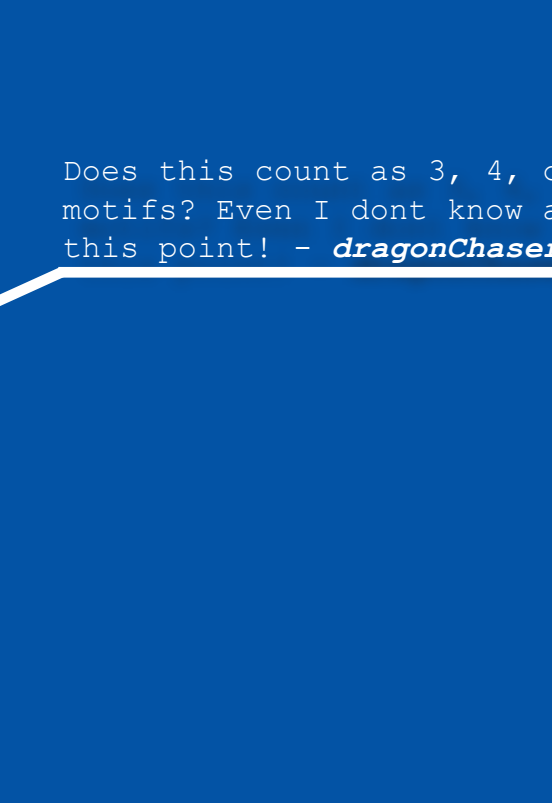 Does this count as 3, 4,
motifs? Even I dont know
this point! - dragonChaser